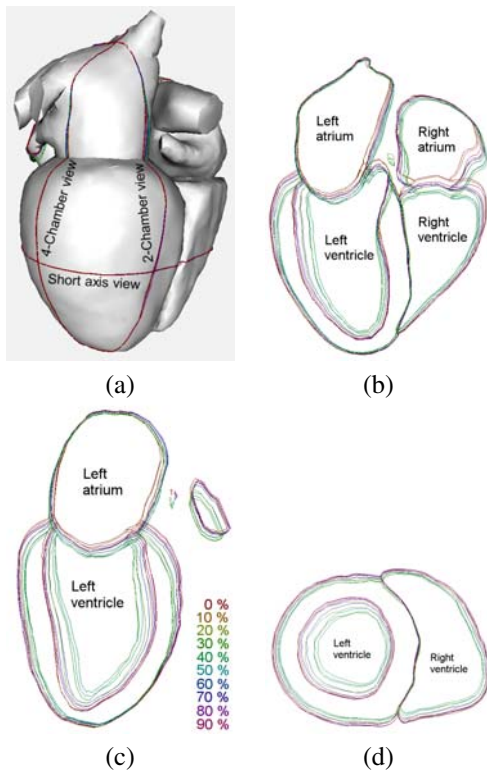 4-Chamber view
2-Chamber view
Short axis view
(a)
Left
atrium
Right
atrium
Left
ventricle
Right
ventricle
(b)
Left
atrium
Left
ventricle
0 %
10 %
20 %
30 %
40 %
50 %
60 %
70 %
80 %
90 %
(c)
Left
ventricle
Right
ventricle
(d)